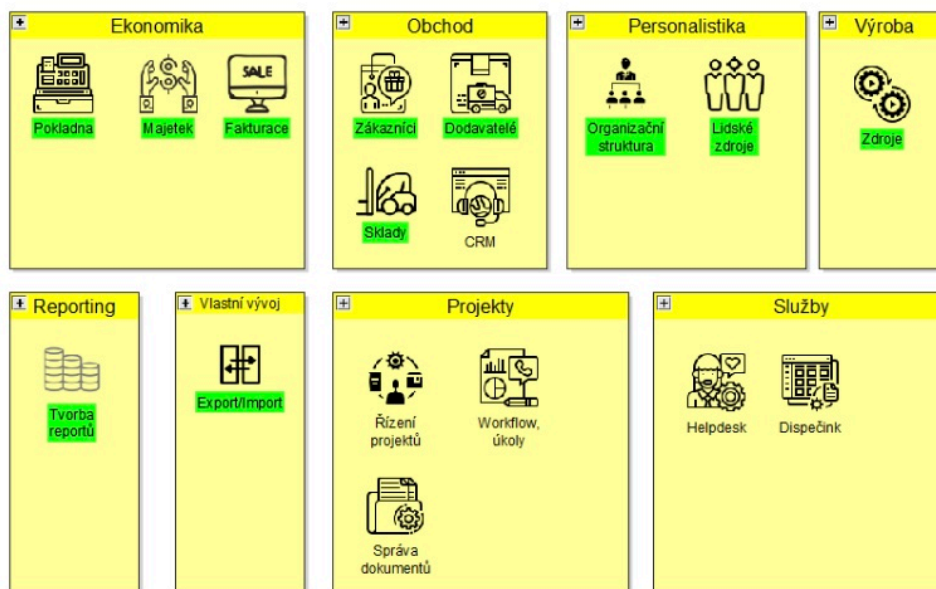 Ekonomika
Pokladna
Majetek
SALE
Fakturace
Obchod
Zákazníci
Dodavatelé
Sklady
CRM
Personalistika
Organizační
struktura
Lidské
zdroje
Výroba
Zdroje
Reporting
Tvorba
reportů
Vlastní vývoj
Export/Import
Projekty
Řízení
projektů
Workflow,
úkoly
Správa
dokumentů
Služby
Helpdesk
Dispečink